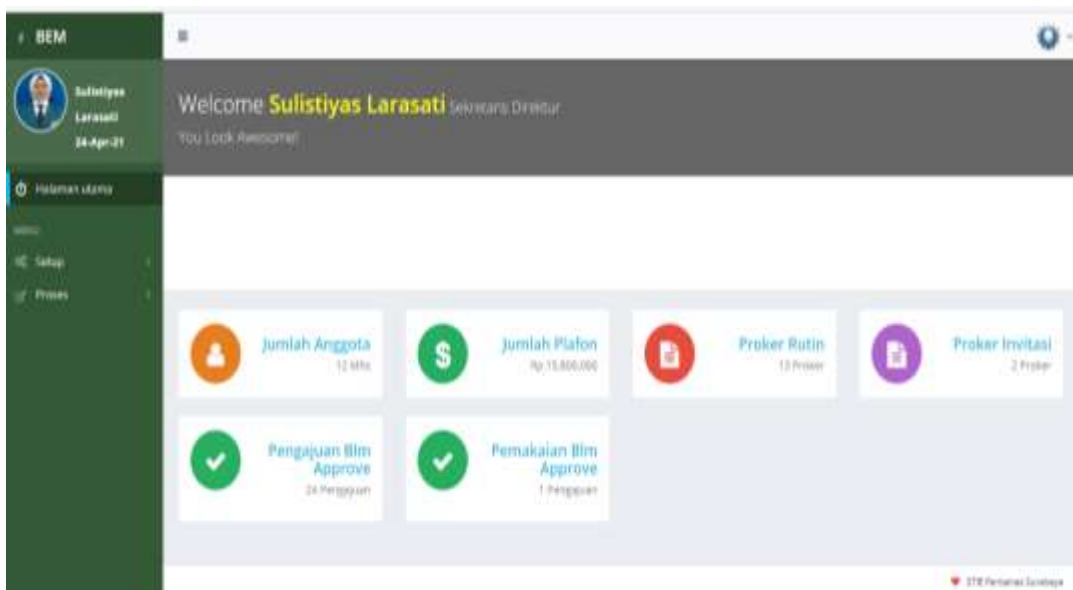 BEM
Sulistiyas
Larasati
24-Apr-21
Halaman utama
MENU
Setup
Proses
Welcome Sulistiyas Larasati Sekretaris Direktur
You Look Awesome!
Jumlah Anggota
12 Mhs
Jumlah Plafon
Rp 15,800,000
Proker Rutin
13 Proker
Proker Invitasi
2 Proker
Pengajuan Blm
Approve
24 Pengajuan
Pemakaian Blm
Approve
1 Pengajuan
STIE Perbanas Surabaya